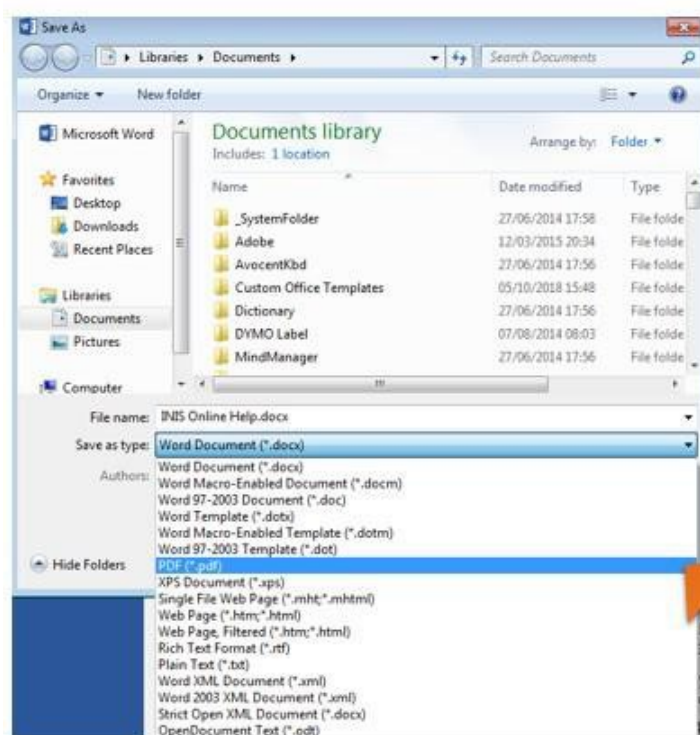 Save As
Libraries Documents
Search Documents
Organize New folder
Microsoft Word
Favorites
Desktop
Downloads
Recent Places
Libraries
Documents
Pictures
Computer
Documents library
Includes: 1 location
Arrange by: Folder
Name Date modified Type
_SystemFolder 27/06/2014 17:58 File folde
Adobe 12/03/2015 20:34 File folde
AvocentKbd 27/06/2014 17:56 File folde
Custom Office Templates 05/10/2018 15:48 File folde
Dictionary 27/06/2014 17:56 File folde
DYMO Label 07/08/2014 08:03 File folde
MindManager 27/06/2014 17:56 File folde
File name: INIS Online Help.docx
Save as type: Word Document (*.docx)
Authors:
Word Document (*.docx)
Word Macro-Enabled Document (*.docm)
Word 97-2003 Document (*.doc)
Word Template (*.dotx)
Word Macro-Enabled Template (*.dotm)
Word 97-2003 Template (*.dot)
PDF (*.pdf)
XPS Document (*.xps)
Single File Web Page (*.mht;*.mhtml)
Web Page (*.htm;*.html)
Web Page, Filtered (*.htm;*.html)
Rich Text Format (*.rtf)
Plain Text (*.txt)
Word XML Document (*.xml)
Word 2003 XML Document (*.xml)
Strict Open XML Document (*.docx)
OpenDocument Text (*.odt)
Hide Folders